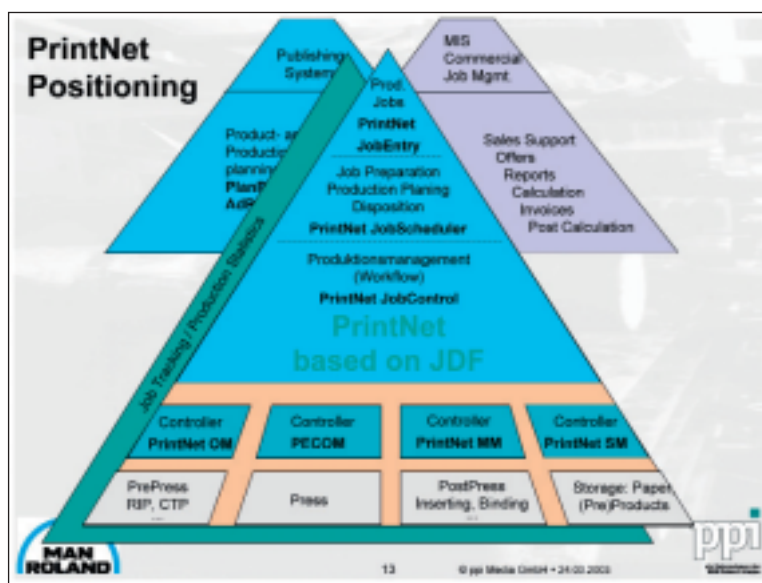 PrintNet
Positioning
Publishing
System
MIS
Commercial
Job Mgmt.
Prod.
Jobs
PrintNet
JobEntry
Product- an
Production
planning
Job Preparation
Production Planing
Disposition
PrintNet JobScheduler
Sales Support
Offers
Reports
Calculation
Invoices
Post Calculation
Produktionsmanagement
(Workflow)
PrintNet JobControl
PrintNet
based on JDF
Job Tracking / Production Statistics
Controller
PrintNet OM
Controller
PECOM
Controller
PrintNet MM
Controller
PrintNet SM
PrePress
RIP, CTP
...
Press
PostPress
Inserting, Binding
...
Storage: Paper,
(Pre)Products
MAN
ROLAND
13
© ppi Media GmbH • 24.03.2003
ppi